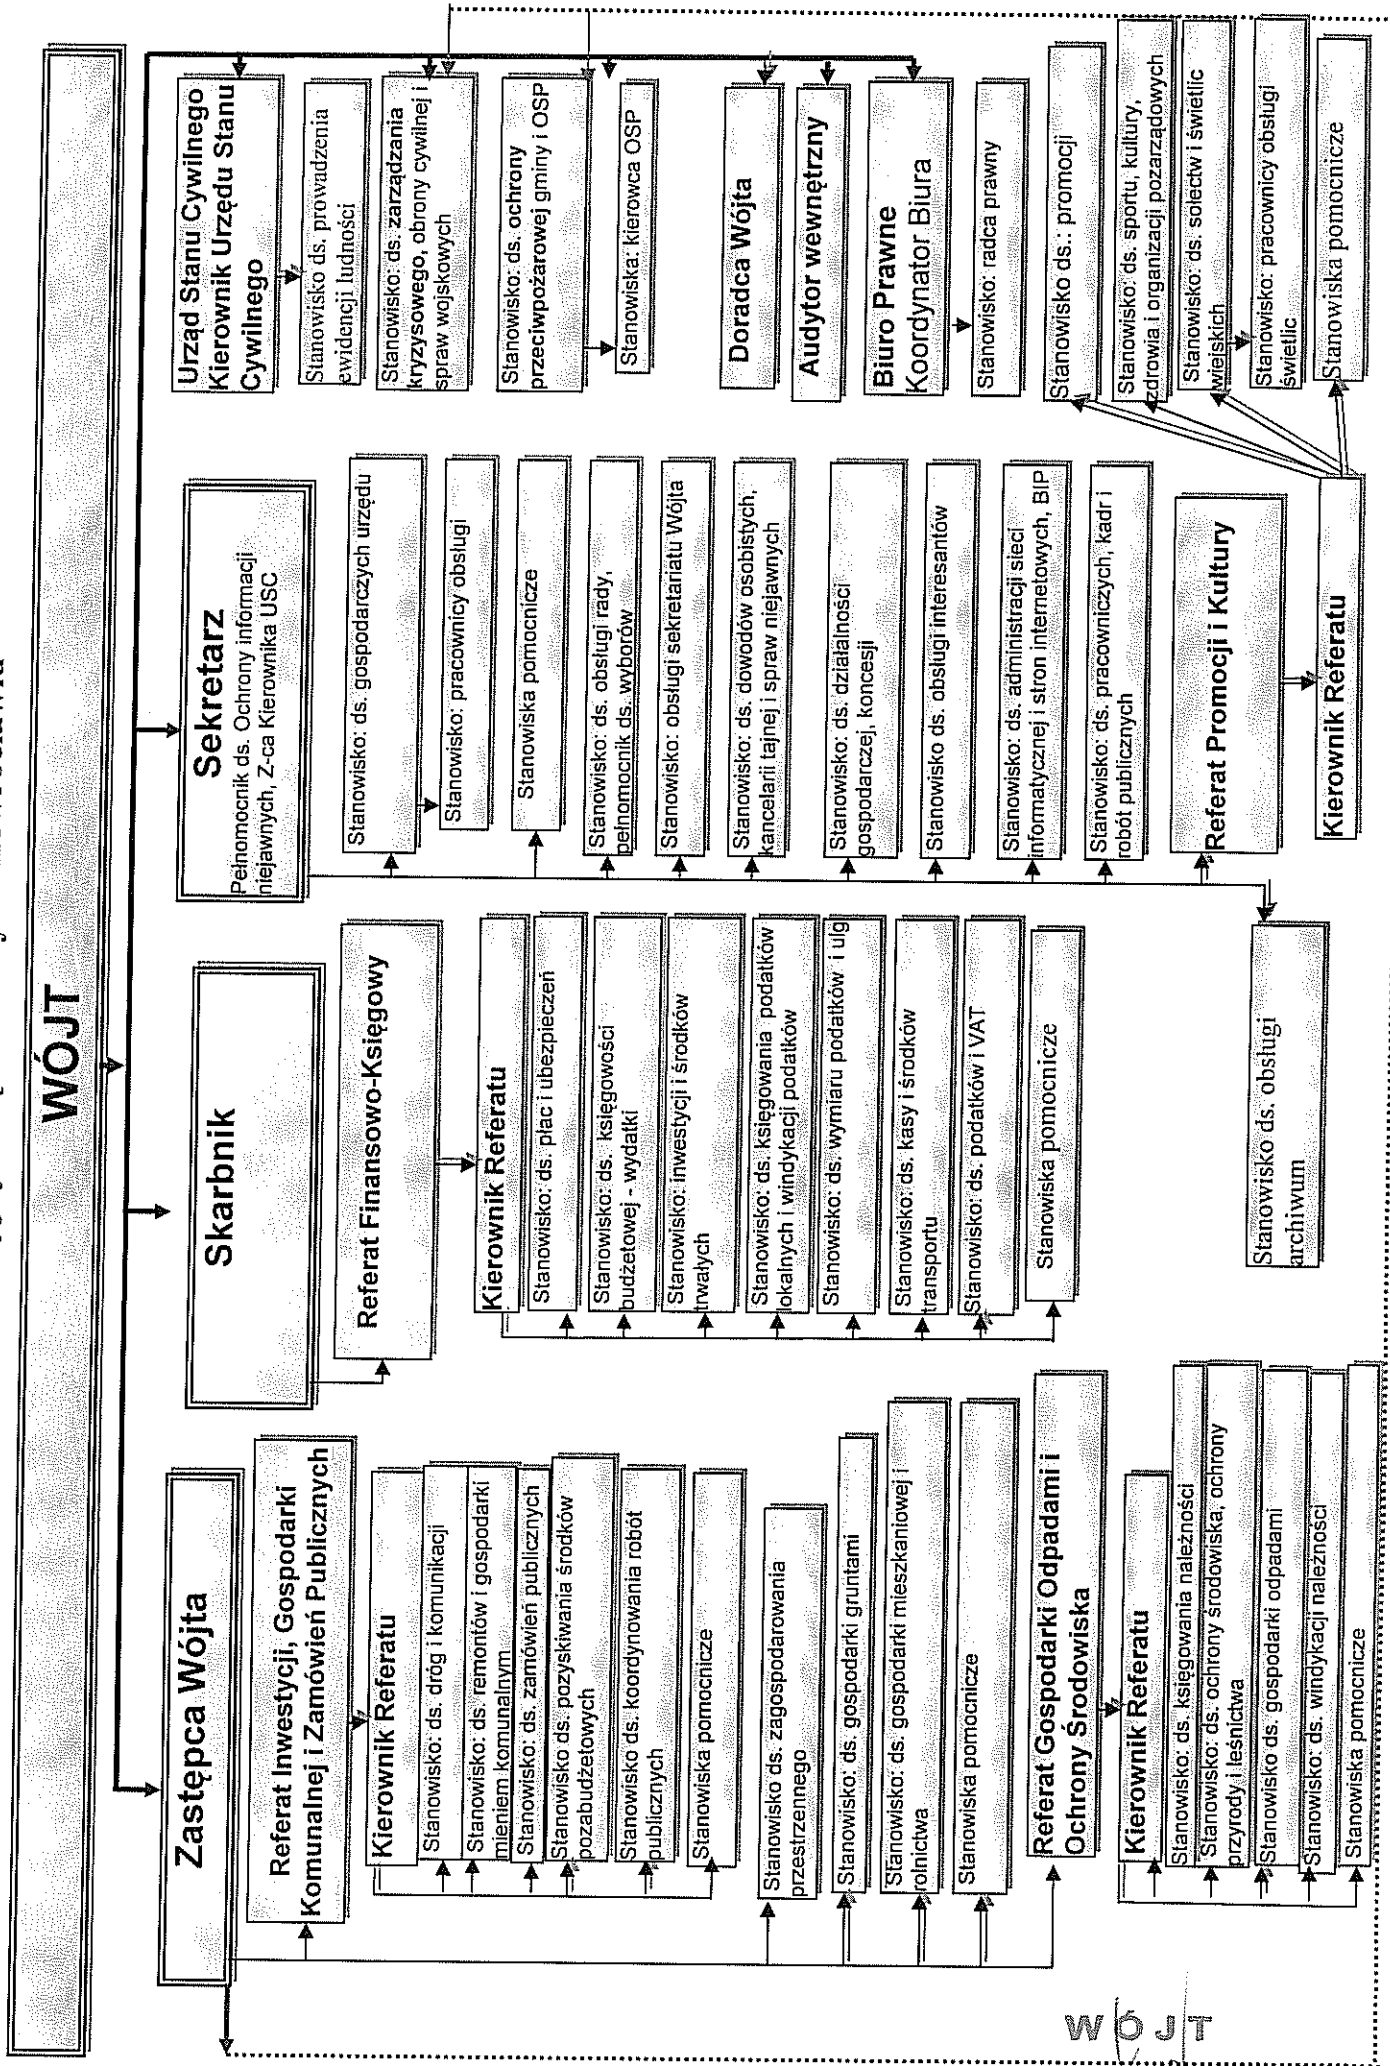 WÓJT
Zastępca Wójta
Referat Inwestycji, Gospodarki
Komunalnej i Zamówień Publicznych
Kierownik Referatu
Stanowisko: ds. dróg i komunikacji
Stanowisko: ds. remontów i gospodarki
mieniem komunalnym
Stanowisko: ds. zamówień publicznych
Stanowisko ds. pozyskiwania środków
pozabudżetowych
Stanowisko: ds. koordynowania robót
publicznych
Stanowiska pomocnicze
Stanowisko ds. zagospodarowania
przestrzennego
Stanowisko: ds. gospodarki gruntami
Stanowisko: ds. gospodarki mieszkaniowej i
rolnictwa
Stanowiska pomocnicze
Referat Gospodarki Odpadami i
Ochrony Środowiska
Kierownik Referatu
Stanowisko: ds. księgowania należności
Stanowisko: ds. ochrony środowiska, ochrony
przyrody i leśnictwa
Stanowisko ds. gospodarki odpadami
Stanowisko: ds. windykacji należności
Stanowiska pomocnicze
Skarbnik
Referat Finansowo-Księgowy
Kierownik Referatu
Stanowisko: ds. płac i ubezpieczeń
Stanowisko: ds. księgowości
budżetowej - wydatki
Stanowisko: inwestycji i środków
trwałych
Stanowisko: ds. księgowania podatków
lokalnych i windykacji podatków
Stanowisko: ds. wymiaru podatków i ulg
Stanowisko: ds. kasy i środków
transportu
Stanowisko: ds. podatków i VAT
Stanowiska pomocnicze
Stanowisko ds. obsługi
archiwum
Sekretarz
Pełnomocnik ds. Ochrony informacji
niejawnych, Z-ca Kierownika USC
Stanowisko: ds. gospodarczych urzędu
Stanowisko: pracownicy obsługi
Stanowiska pomocnicze
Stanowisko: ds. obsługi rady,
pełnomocnik ds. wyborów
Stanowisko: obsługi sekretariatu Wójta
Stanowisko: ds. dowodów osobistych,
kancelarii tajnej i spraw niejawnych
Stanowisko: ds. działalności
gospodarczej, koncesji
Stanowisko ds. obsługi interesantów
Stanowisko: ds. administracji sieci
informatycznej i stron internetowych, BIP
Stanowisko: ds. pracowniczych, kadr i
robót publicznych
Referat Promocji i Kultury
Kierownik Referatu
Urząd Stanu Cywilnego
Kierownik Urzędu Stanu
Cywilnego
Stanowisko ds. prowadzenia
ewidencji ludności
Stanowisko: ds. zarządzania
kryzysowego, obrony cywilnej i
spraw wojskowych
Stanowisko: ds. ochrony
przeciwpożarowej gminy i OSP
Stanowiska: kierowca OSP
Doradca Wójta
Audytor wewnętrzny
Biuro Prawne
Koordynator Biura
Stanowisko: radca prawny
Stanowisko ds.: promocji
Stanowisko: ds. sportu, kultury,
zdrowia i organizacji pozarządowych
Stanowisko: ds. sołectw i świetlic
wiejskich
Stanowisko: pracownicy obsługi
świetlic
Stanowiska pomocnicze
WÓJT